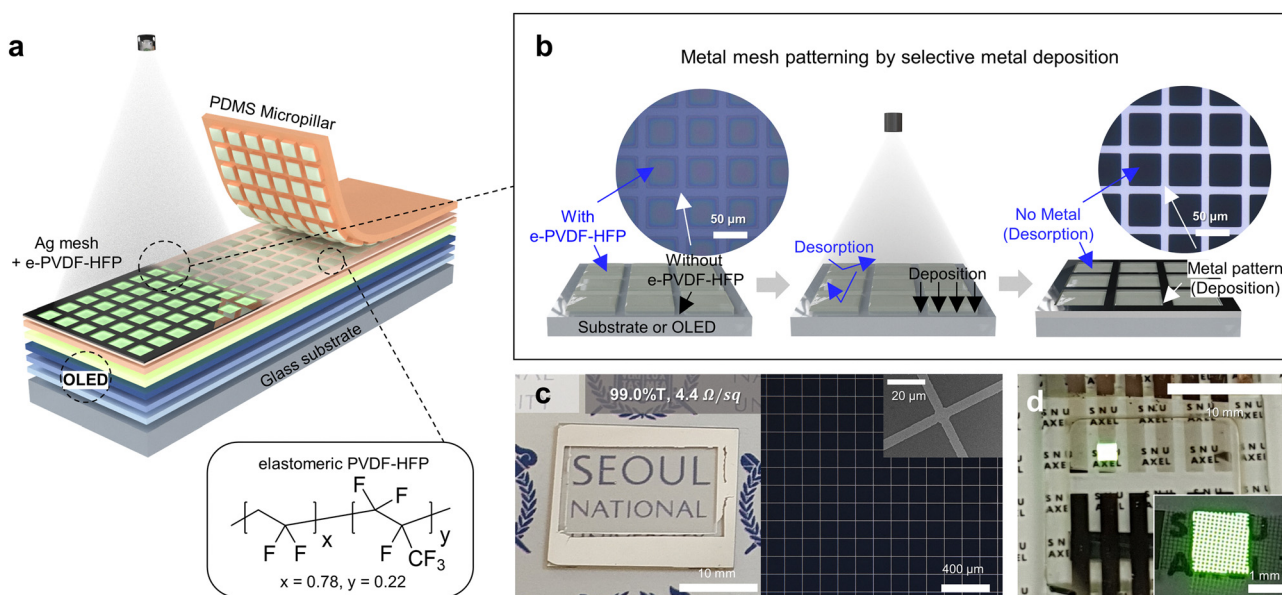 a
PDMS Micropillar
Ag mesh
+ e-PVDF-HFP
OLED
Glass substrate
elastomeric PVDF-HFP
F
F
F
F
F
CF3
x
y
x = 0.78, y = 0.22
b
Metal mesh patterning by selective metal deposition
With
e-PVDF-HFP
50 µm
Without
e-PVDF-HFP
Substrate or OLED
Desorption
Deposition
No Metal
(Desorption)
50 µm
Metal pattern
(Deposition)
c
99.0%T, 4.4 Ω/sq
SEOUL
NATIONAL
10 mm
20 µm
400 µm
d
10 mm
SNU
AXEL
1 mm